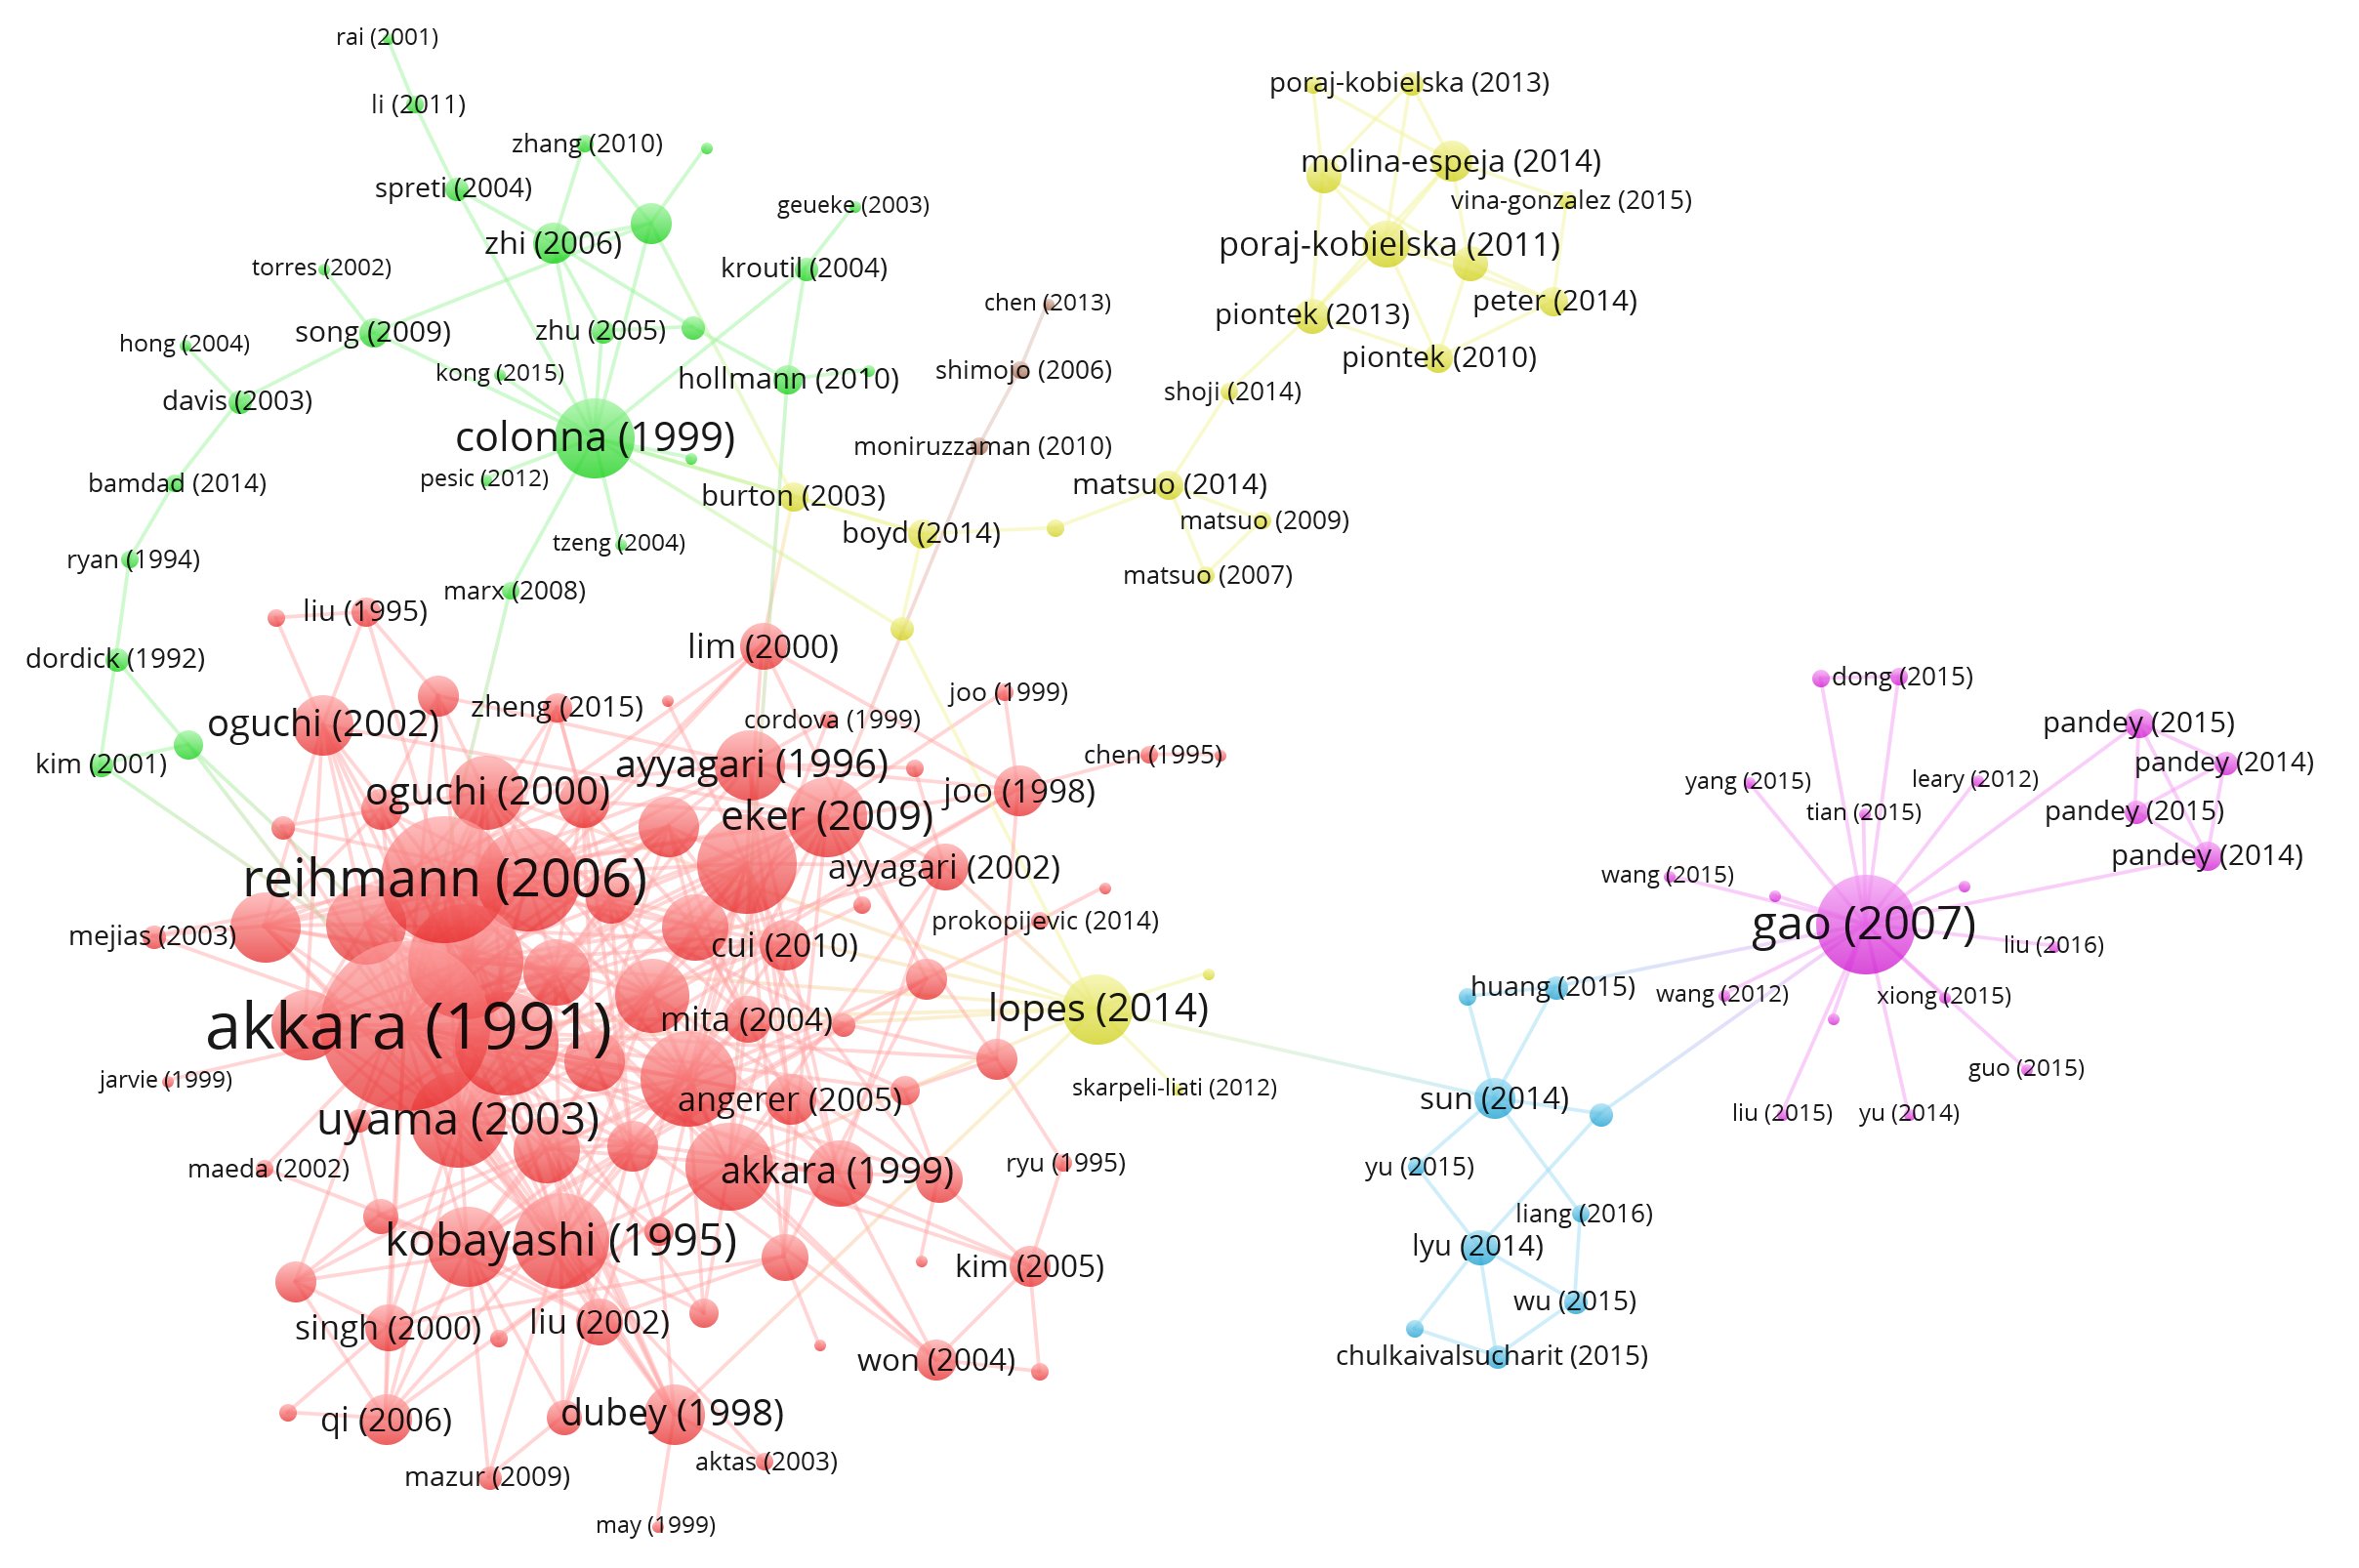 rai (2001)
li (2011)
zhang (2010)
spreti (2004)
geueke (2003)
zhi (2006)
torres (2002)
kroutil (2004)
song (2009)
zhu (2005)
hong (2004)
kong (2015)
hollmann (2010)
davis (2003)
colonna (1999)
bamdad (2014)
pesic (2012)
tzeng (2004)
ryan (1994)
marx (2008)
dordick (1992)
kim (2001)
poraj-kobielska (2013)
molina-espeja (2014)
vina-gonzalez (2015)
poraj-kobielska (2011)
peter (2014)
piontek (2013)
piontek (2010)
shoji (2014)
chen (2013)
shimojo (2006)
moniruzzaman (2010)
burton (2003)
boyd (2014)
matsuo (2014)
matsuo (2009)
matsuo (2007)
liu (1995)
lim (2000)
oguchi (2002)
zheng (2015)
cordova (1999)
joo (1999)
chen (1995)
ayyagari (1996)
oguchi (2000)
joo (1998)
eker (2009)
reihmann (2006)
ayyagari (2002)
prokopijevic (2014)
mejias (2003)
cui (2010)
akkara (1991)
mita (2004)
lopes (2014)
jarvie (1999)
skarpeli-liati (2012)
angerer (2005)
uyama (2003)
maeda (2002)
akkara (1999)
ryu (1995)
kobayashi (1995)
kim (2005)
singh (2000)
liu (2002)
won (2004)
qi (2006)
dubey (1998)
aktas (2003)
mazur (2009)
may (1999)
dong (2015)
pandey (2015)
pandey (2014)
yang (2015)
leary (2012)
tian (2015)
pandey (2015)
pandey (2014)
wang (2015)
gao (2007)
liu (2016)
huang (2015)
wang (2012)
xiong (2015)
guo (2015)
sun (2014)
liu (2015)
yu (2014)
yu (2015)
liang (2016)
lyu (2014)
wu (2015)
chulkaivalsucharit (2015)